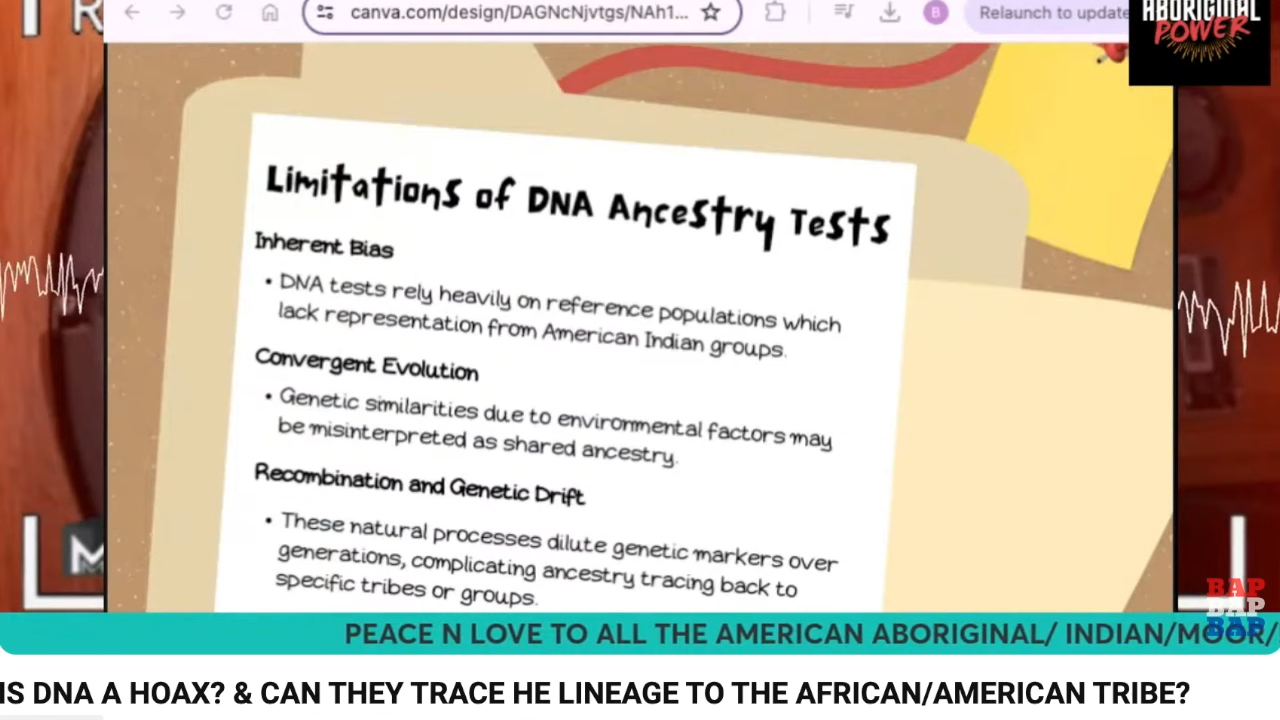 canva.com/design/DAGNcNjvtgs/NAh1...
B
Relaunch to update
ABORIGINAL
POWER
R
Limitations of DNA Ancestry Tests
Inherent Bias
• DNA tests rely heavily on reference populations which
lack representation from American Indian groups.
Convergent Evolution
• Genetic similarities due to environmental factors may
be misinterpreted as shared ancestry.
Recombination and Genetic Drift
• These natural processes dilute genetic markers over
generations, complicating ancestry tracing back to
specific tribes or groups.
M
BAP
BAP
BAP
PEACE N LOVE TO ALL THE AMERICAN ABORIGINAL/ INDIAN/MOOR/
IS DNA A HOAX? & CAN THEY TRACE HE LINEAGE TO THE AFRICAN/AMERICAN TRIBE?